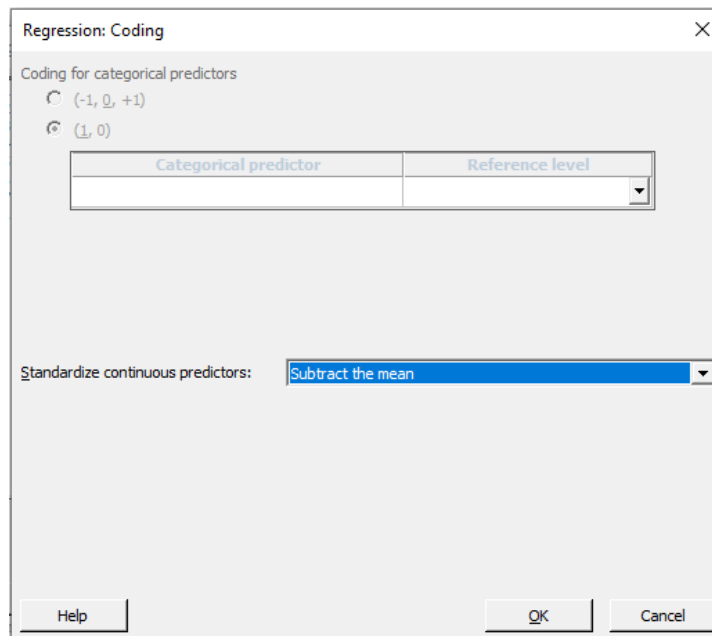 Regression: Coding
Coding for categorical predictors
(-1, 0, +1)
(1, 0)
Categorical predictor Reference level
Standardize continuous predictors: Subtract the mean
Help OK Cancel